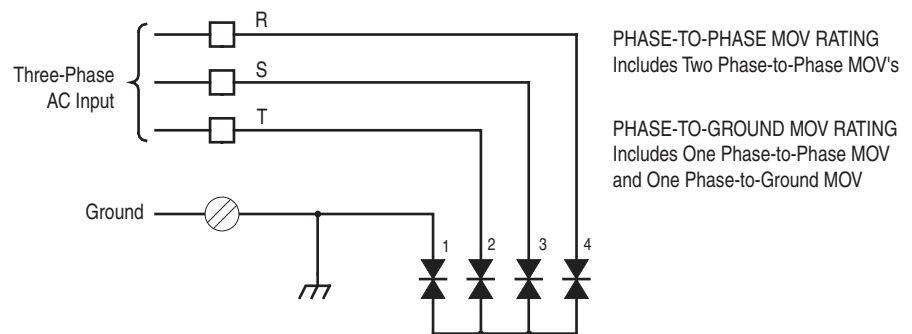 R
PHASE-TO-PHASE MOV RATING
Includes Two Phase-to-Phase MOV's
Three-Phase
AC Input
S
T
PHASE-TO-GROUND MOV RATING
Includes One Phase-to-Phase MOV
and One Phase-to-Ground MOV
Ground
1 2 3 4